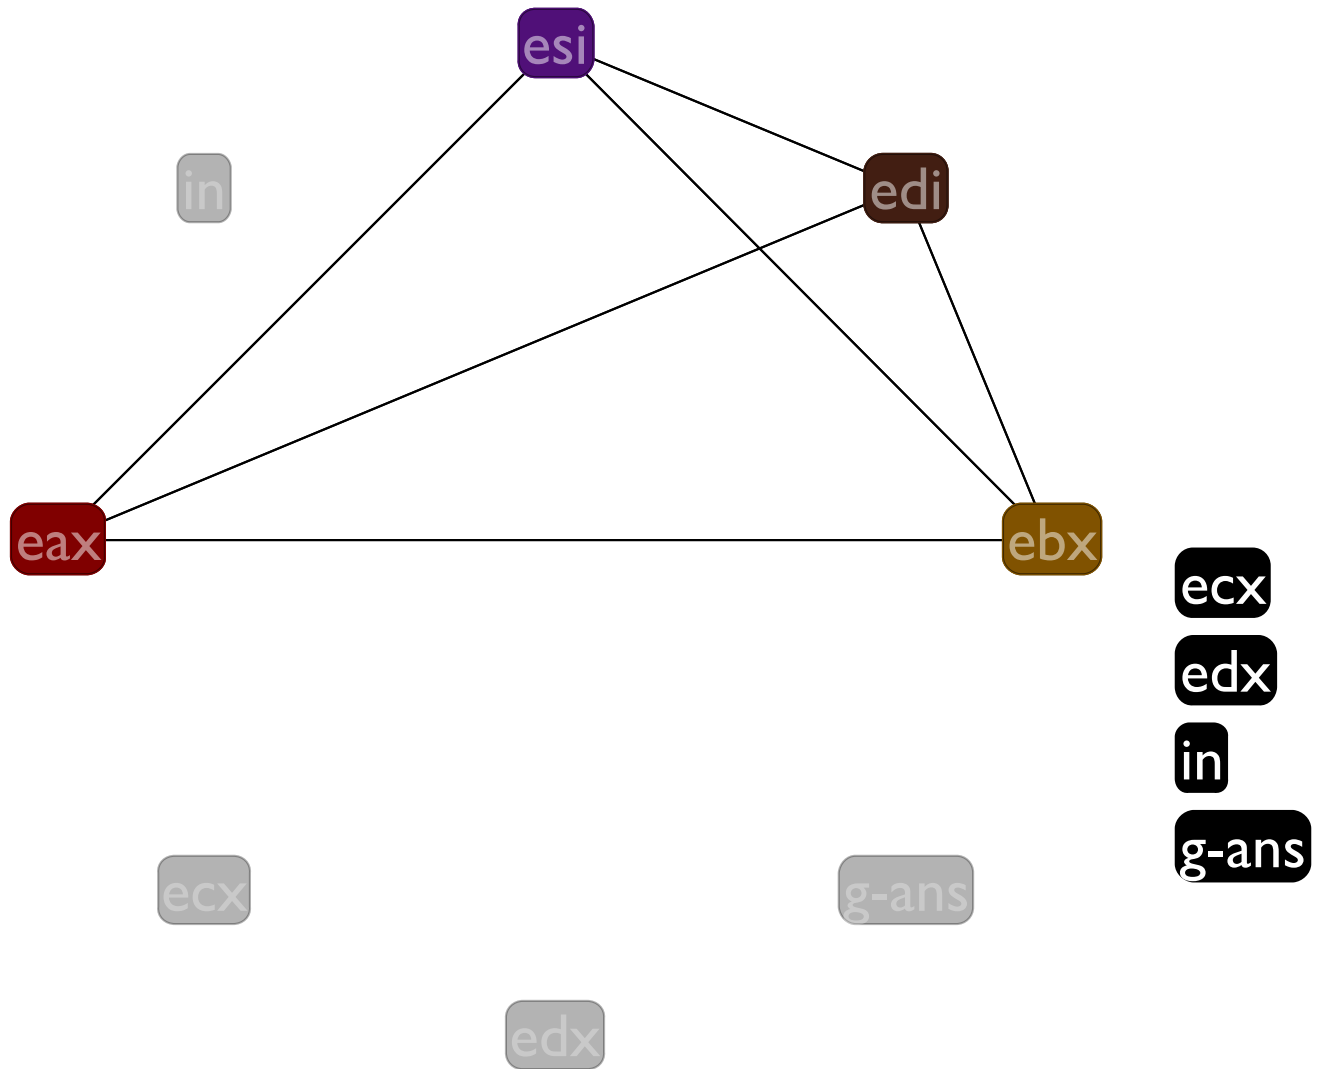 esi
in
edi
eax
ebx
ecx
edx
in
g-ans
ecx
g-ans
edx